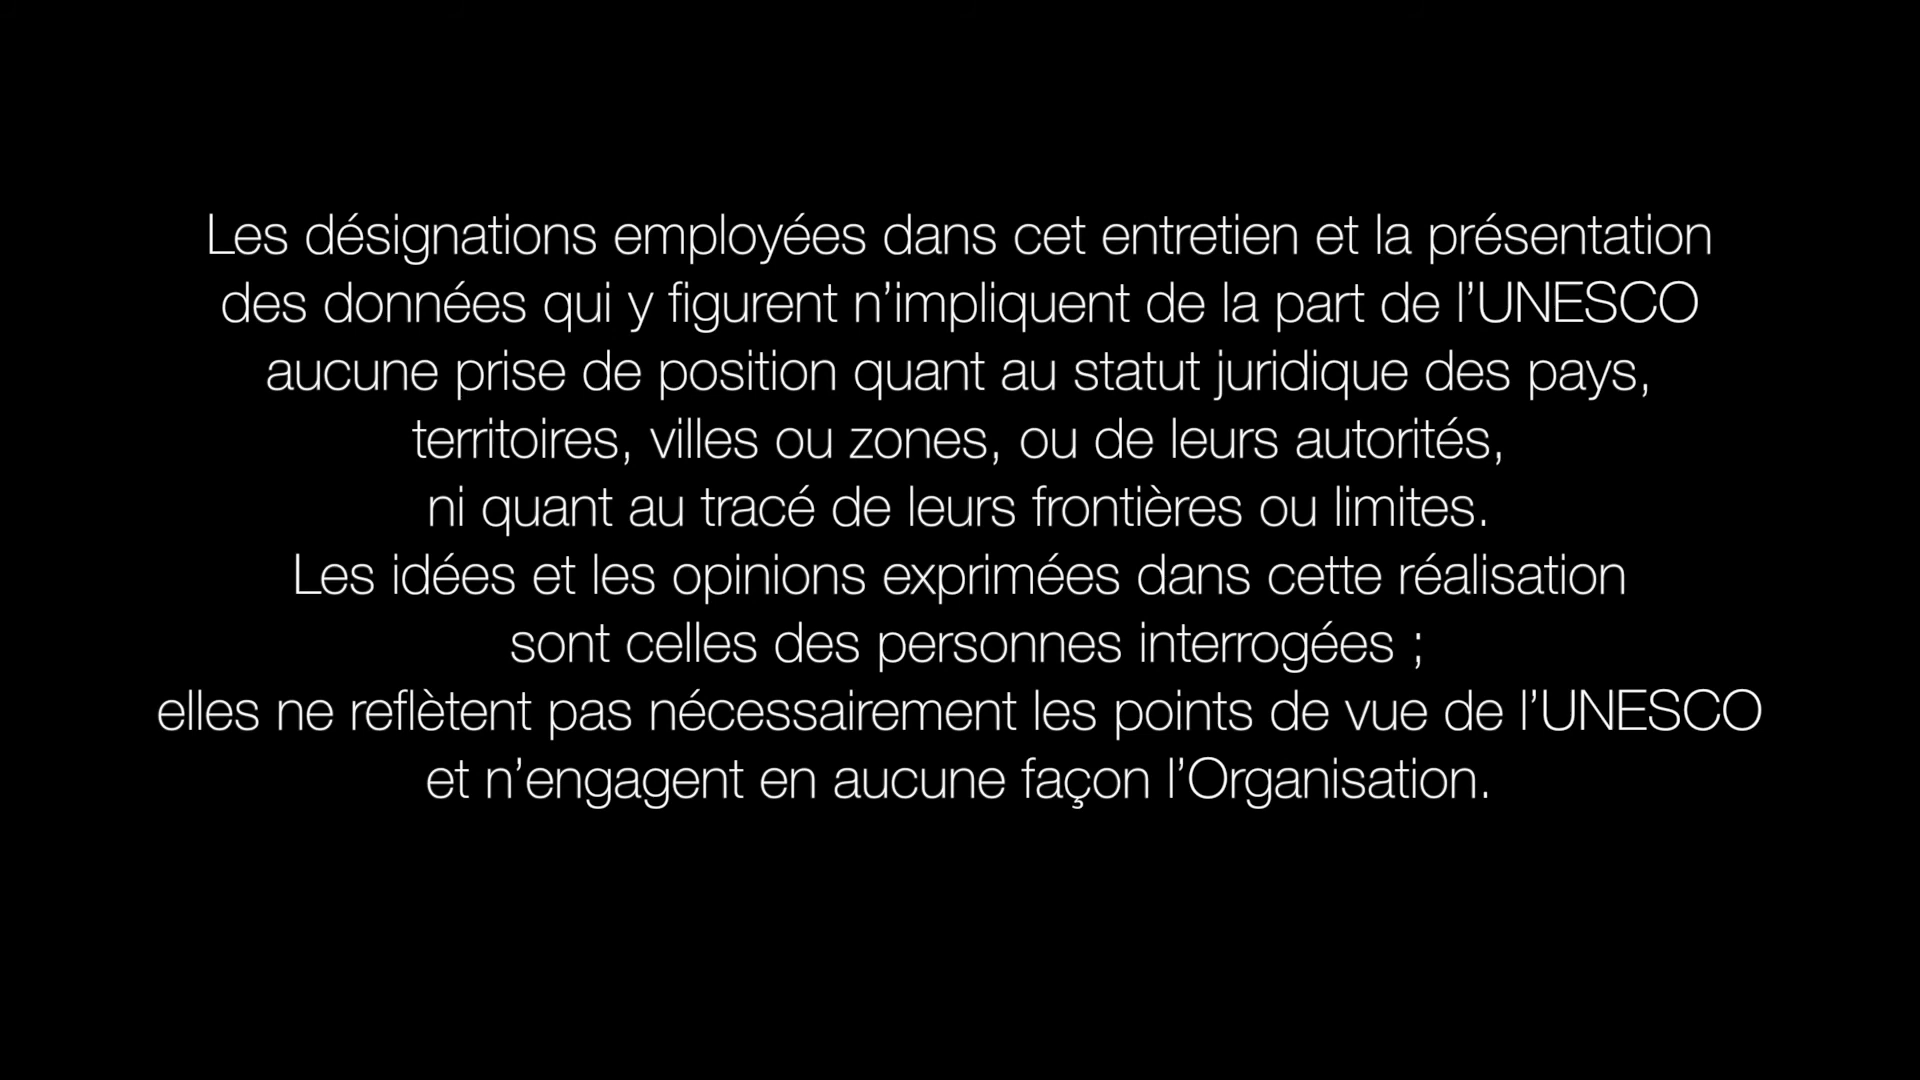 Les désignations employées dans cet entretien et la présentation
des données qui y figurent n’impliquent de la part de l’UNESCO
aucune prise de position quant au statut juridique des pays,
territoires, villes ou zones, ou de leurs autorités,
ni quant au tracé de leurs frontières ou limites.
Les idées et les opinions exprimées dans cette réalisation
sont celles des personnes interrogées ;
elles ne reflètent pas nécessairement les points de vue de l’UNESCO
et n’engagent en aucune façon l’Organisation.